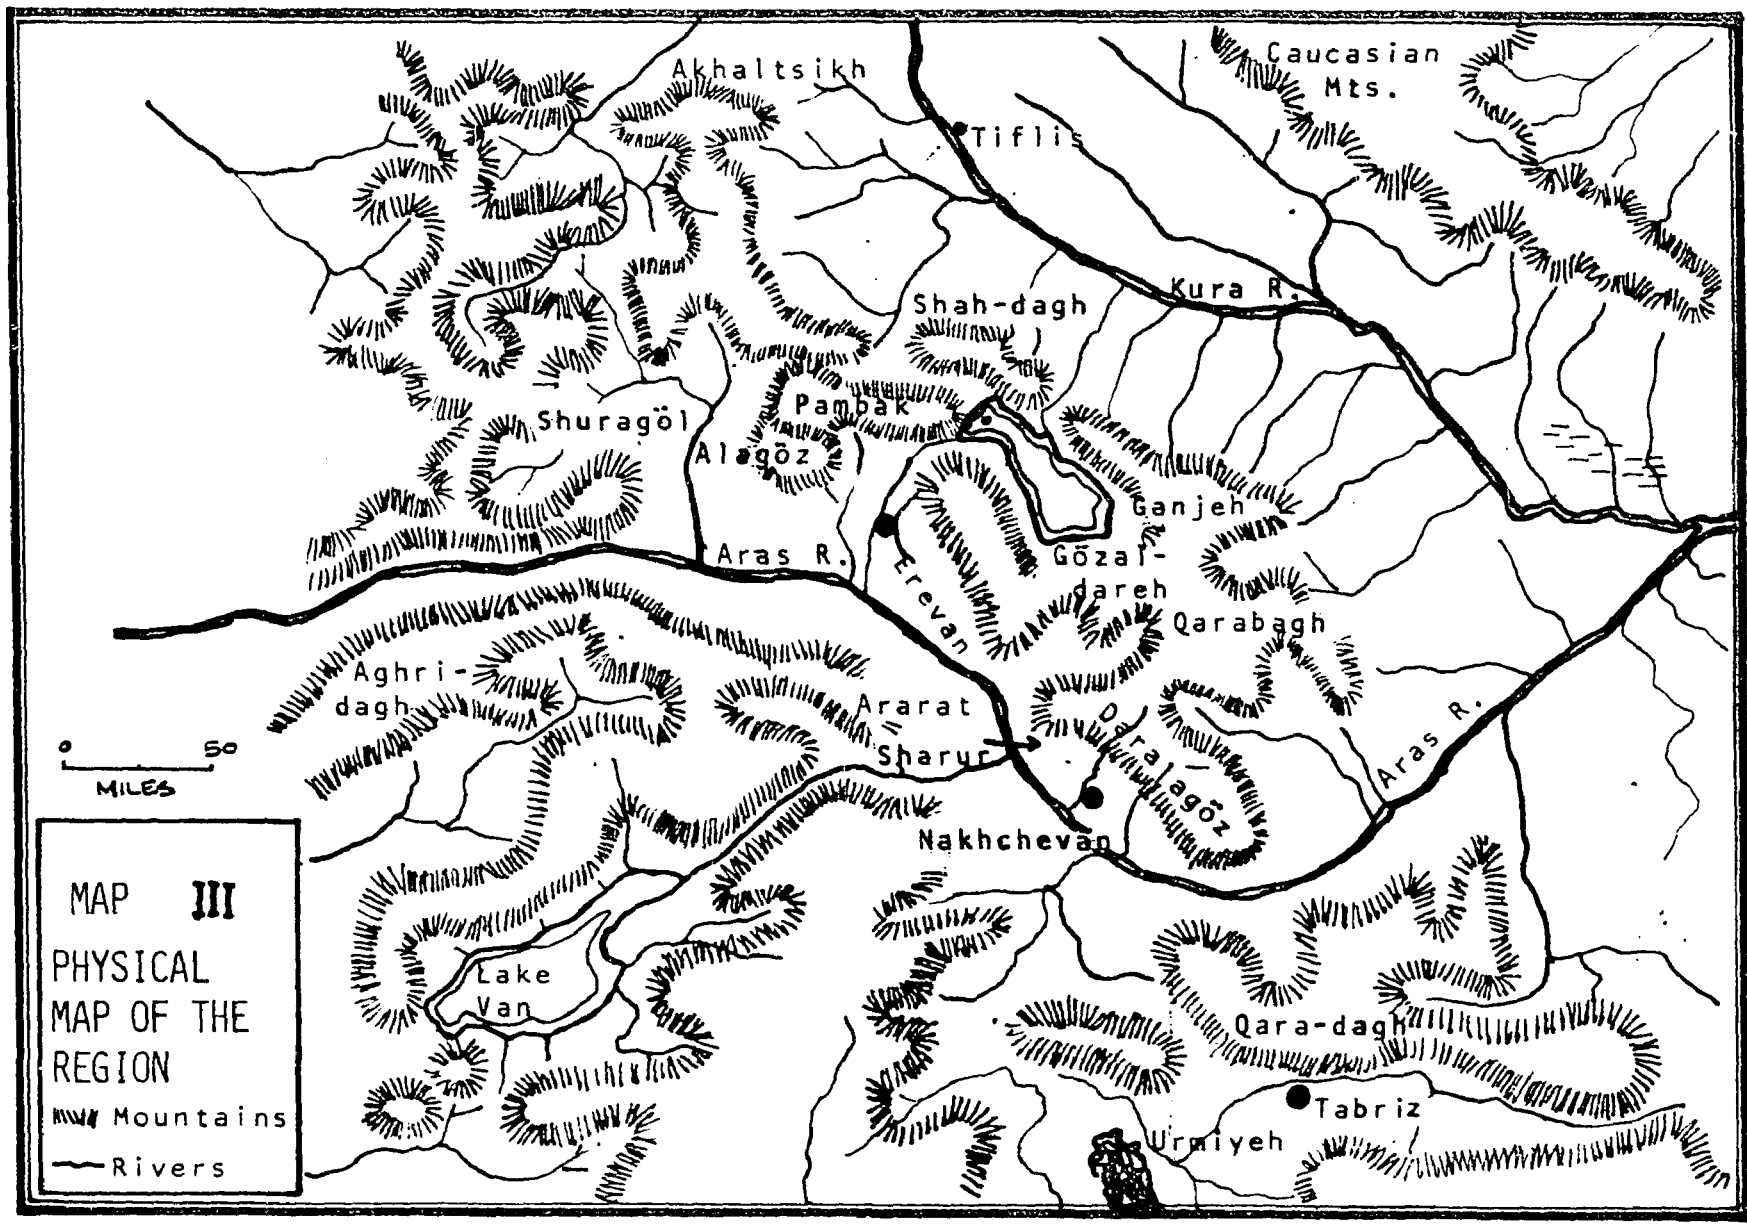 Akhaltsikh
Caucasian
Mts.
Tiflis
Kura R.
Shah-dagh
Pambak
Shuragöl
Alagöz
Ganjeh
Aras R.
Gözal-
dareh
Erevan
Qarabagh
Aghri-
dagh
Ararat
Sharur
Daralagöz
Aras R.
0 50
MILES
Nakhchevan
MAP III
PHYSICAL
MAP OF THE
REGION
Mountains
Rivers
Lake
Van
Qara-dagh
Tabriz
Urmiyeh